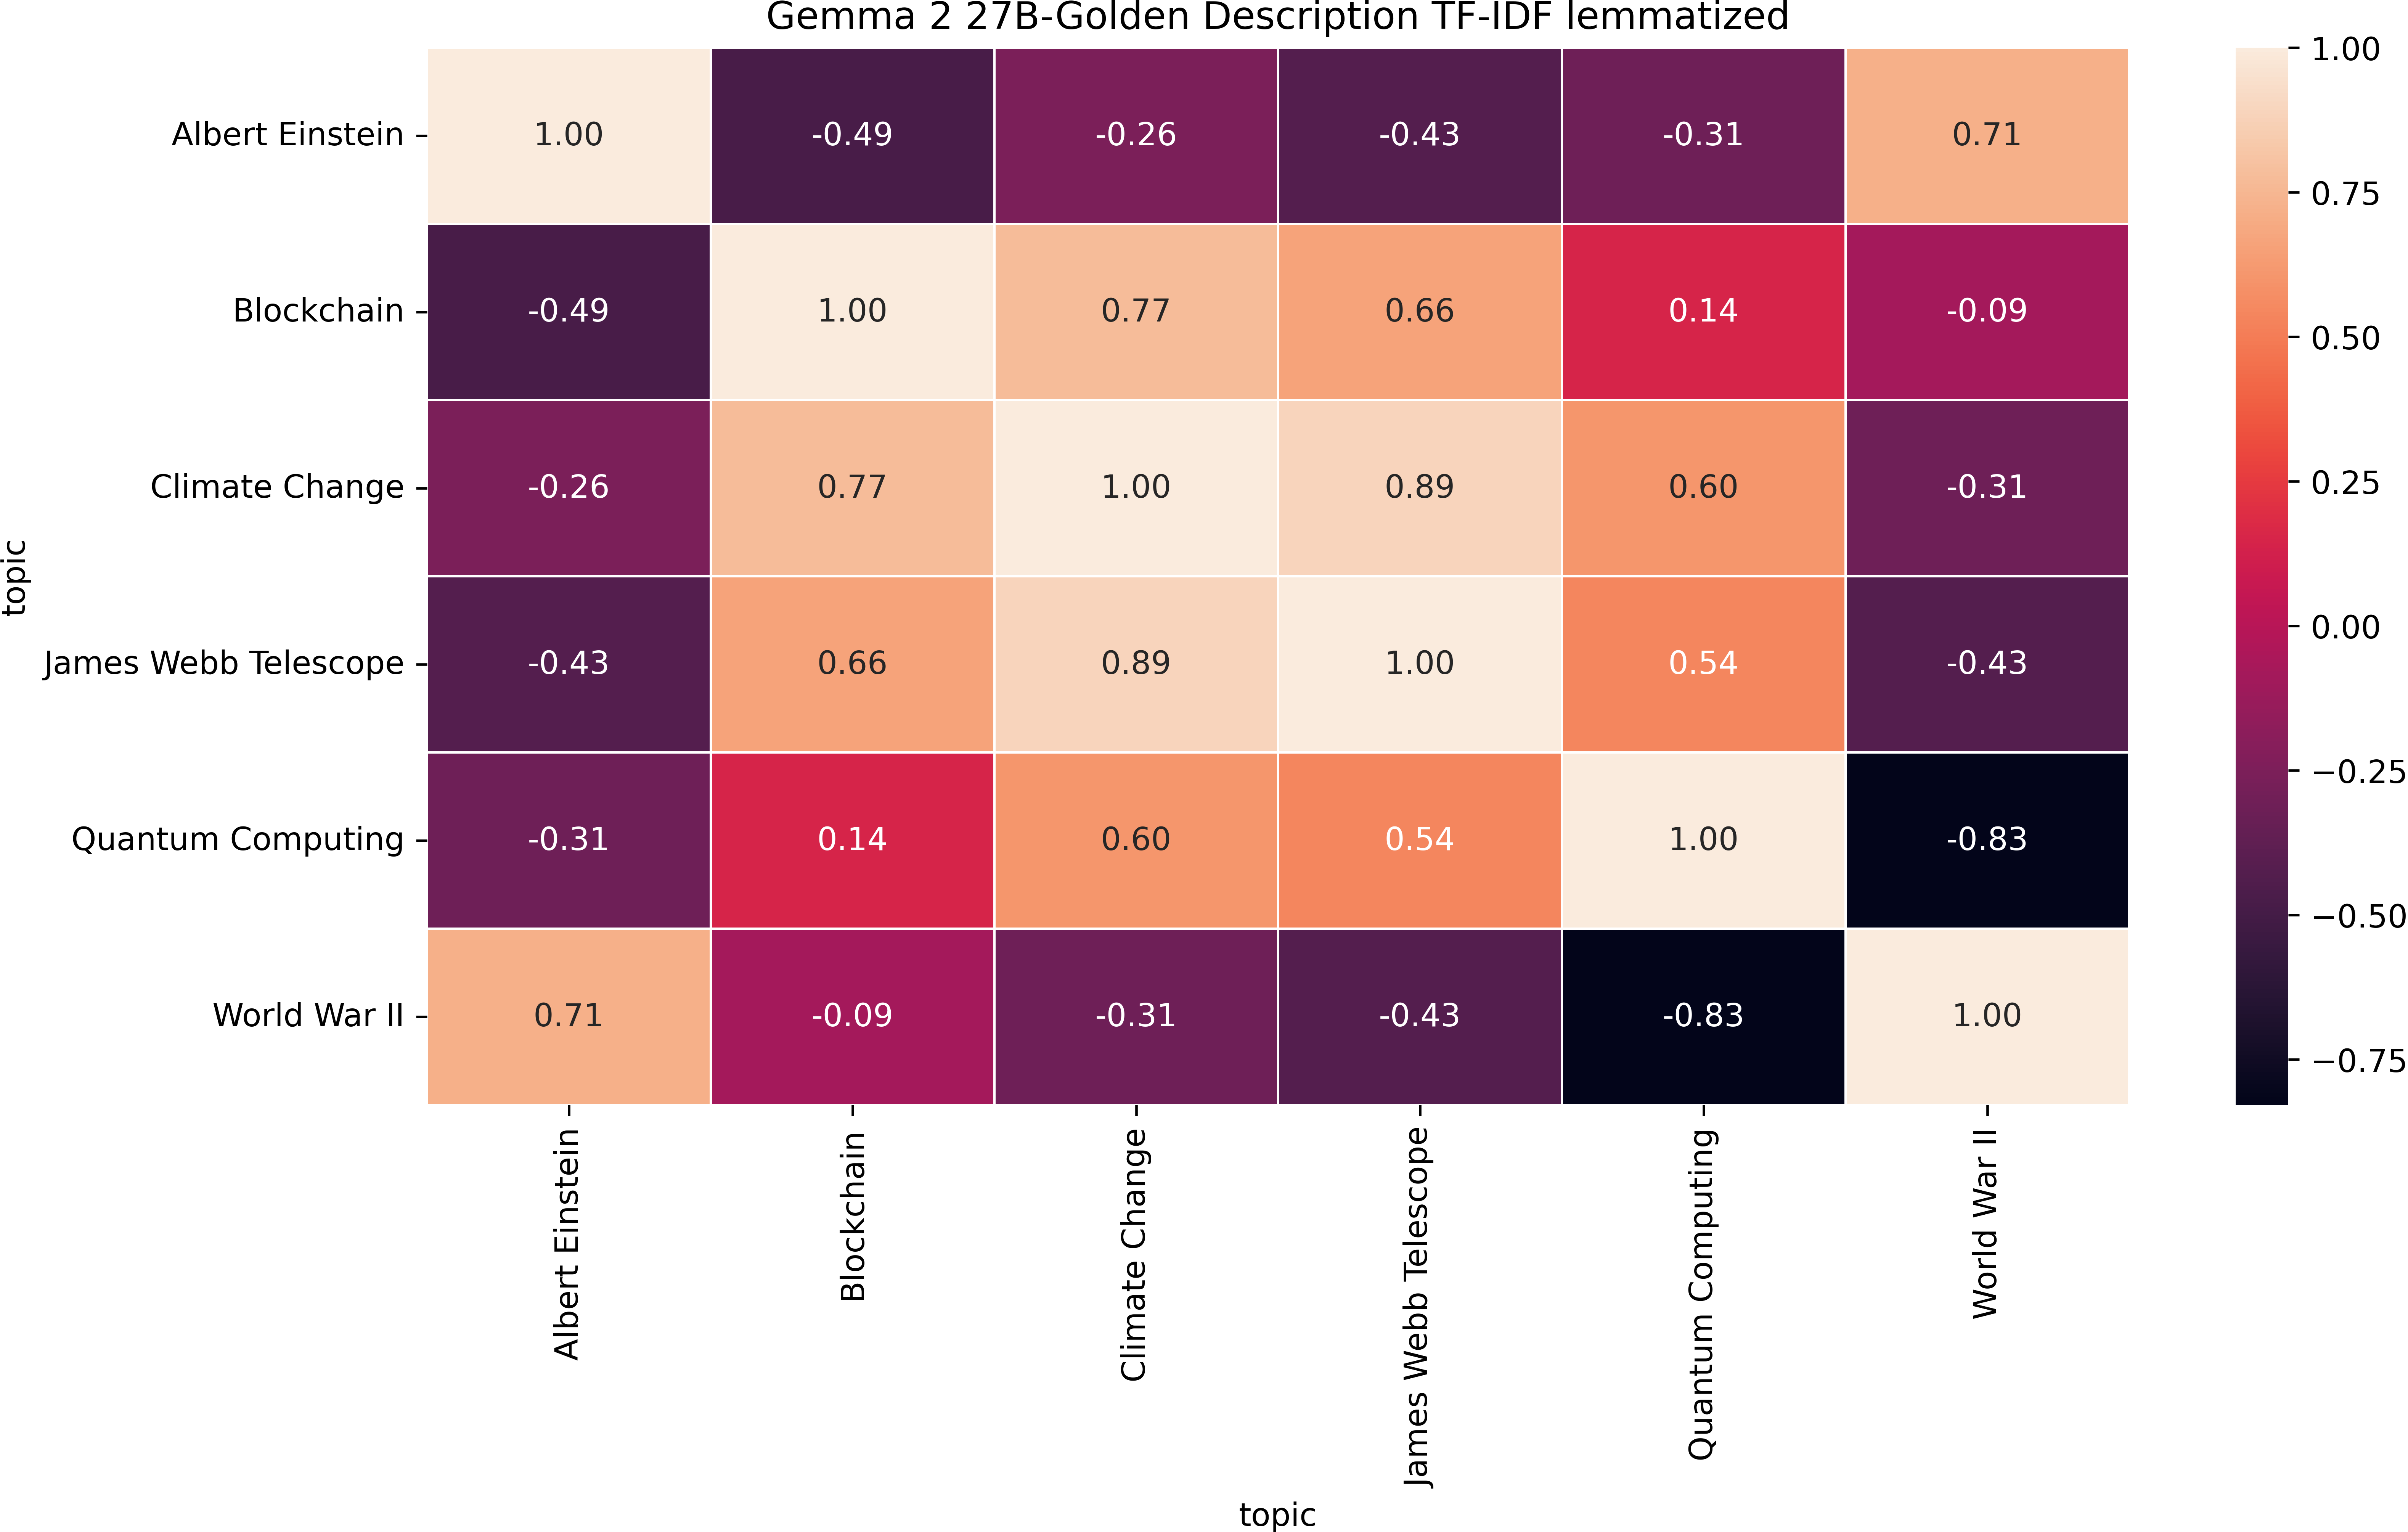 Gemma 2 27B-Golden Description TF-IDF lemmatized
topic
Albert Einstein 1.00 -0.49 -0.26 -0.43 -0.31 0.71
Blockchain -0.49 1.00 0.77 0.66 0.14 -0.09
Climate Change -0.26 0.77 1.00 0.89 0.60 -0.31
James Webb Telescope -0.43 0.66 0.89 1.00 0.54 -0.43
Quantum Computing -0.31 0.14 0.60 0.54 1.00 -0.83
World War II 0.71 -0.09 -0.31 -0.43 -0.83 1.00
Albert Einstein
Blockchain
Climate Change
James Webb Telescope
Quantum Computing
World War II
topic
1.00
0.75
0.50
0.25
0.00
−0.25
−0.50
−0.75